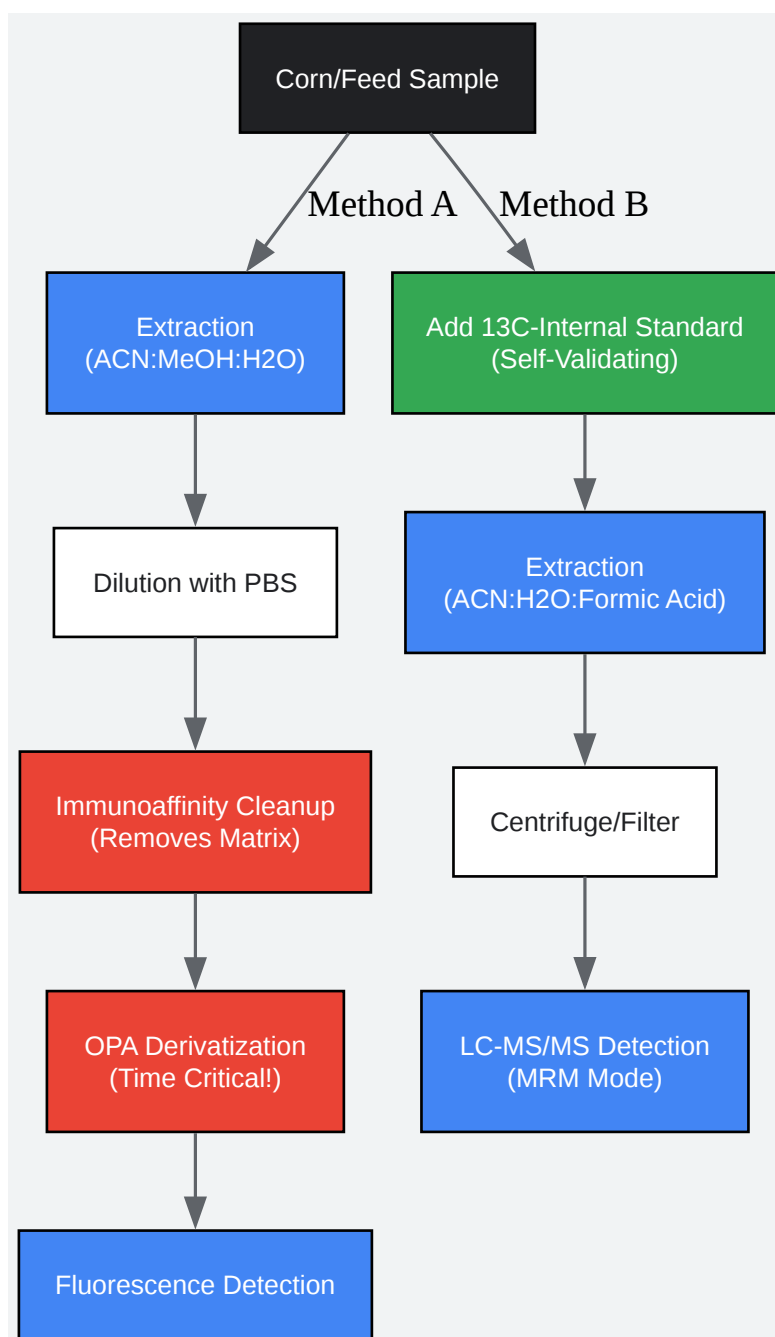 Corn/Feed Sample
Method A
Method B
Extraction
(ACN:MeOH:H2O)
Add 13C-Internal Standard
(Self-Validating)
Dilution with PBS
Extraction
(ACN:H2O:Formic Acid)
Immunoaffinity Cleanup
(Removes Matrix)
Centrifuge/Filter
OPA Derivatization
(Time Critical!)
LC-MS/MS Detection
(MRM Mode)
Fluorescence Detection